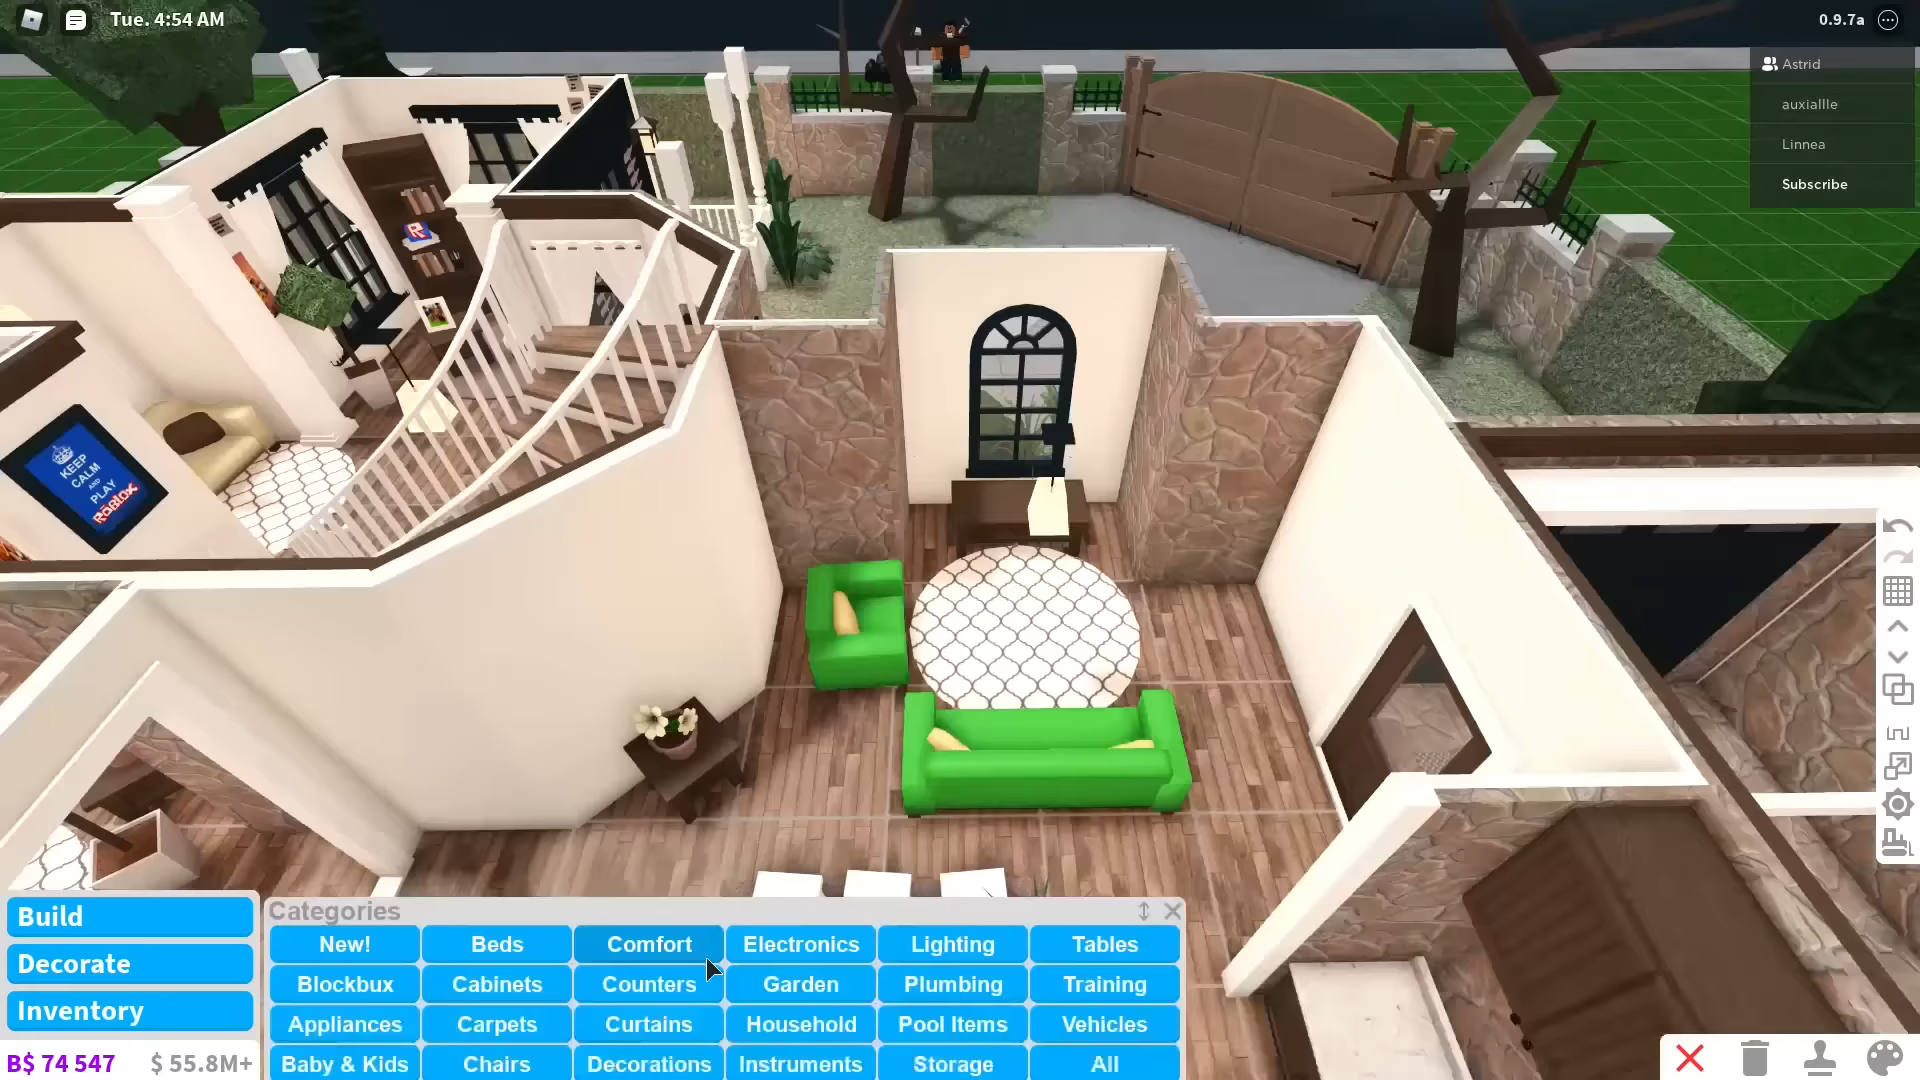 Tue. 4:54 AM
0.9.7a
Astrid
auxiallle
Linnea
Subscribe
R
KEEP
CALM
AND
PLAY
ROBLOX
Build
Decorate
Inventory
B$ 74 547 $ 55.8M+
Categories
New! Beds Comfort Electronics Lighting Tables
Blockbux Cabinets Counters Garden Plumbing Training
Appliances Carpets Curtains Household Pool Items Vehicles
Baby & Kids Chairs Decorations Instruments Storage All